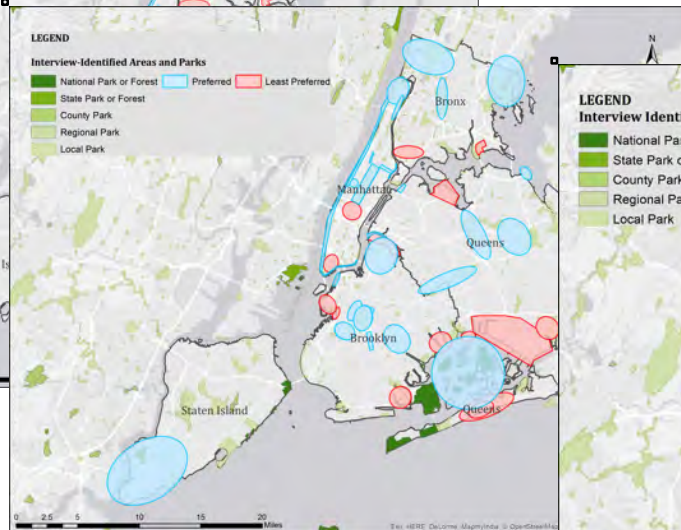 LEGEND
Interview-Identified Areas and Parks
National Park or Forest Preferred Least Preferred
State Park or Forest
County Park
Regional Park
Local Park
Bronx
Manhattan
Queens
Brooklyn
Staten Island
Queens
0 2.5 5 10 15 20
Miles
N
LEGEND
Interview Identi
National Par
State Park o
County Park
Regional Pa
Local Park
Is